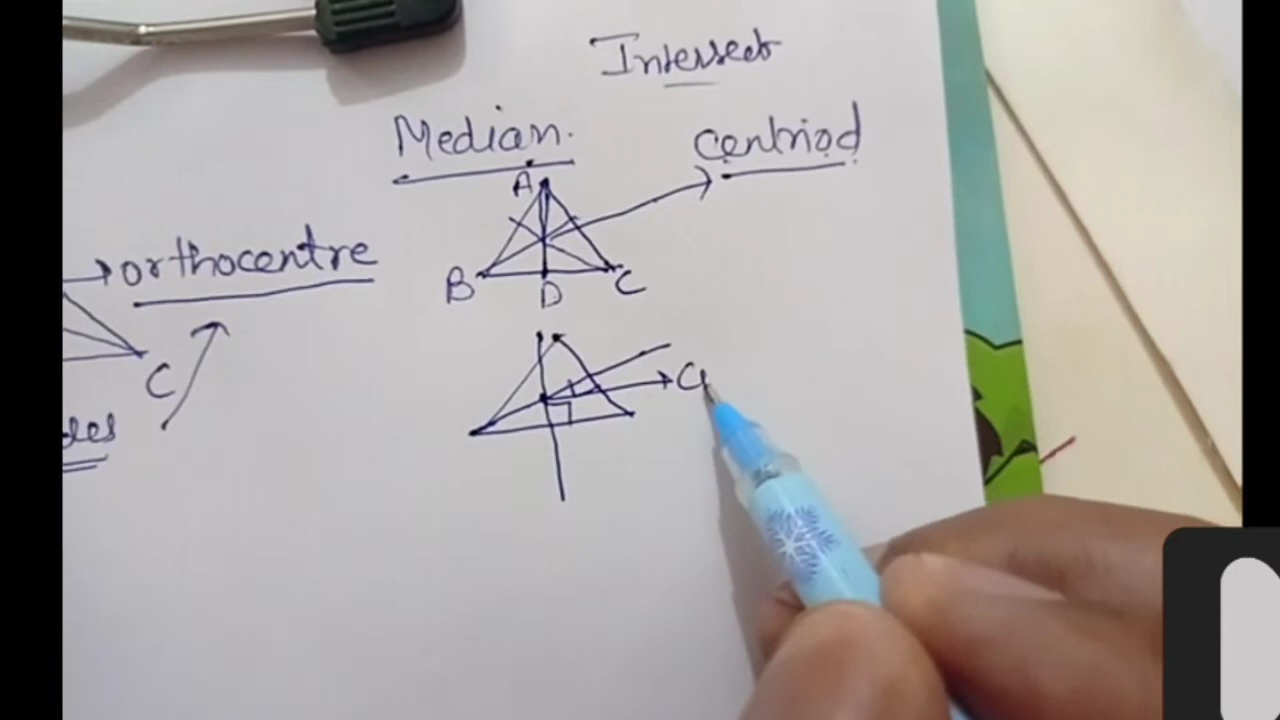 Intersect
Median.
Centriod
A
orthocentre
B D C
C
C